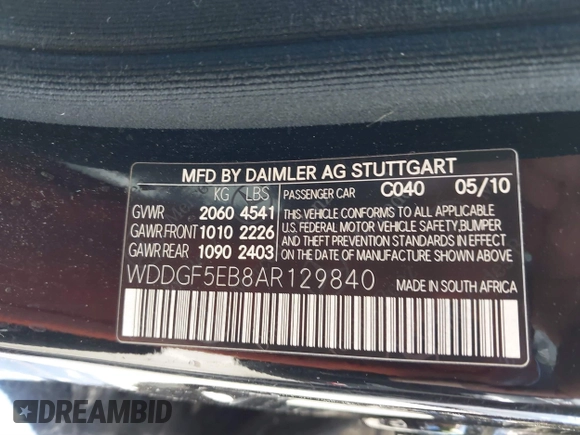 MFD BY DAIMLER AG STUTTGART
KG LBS PASSENGER CAR C040 05/10
GVWR 2060 4541
GAWR FRONT 1010 2226
GAWR REAR 1090 2403
THIS VEHICLE CONFORMS TO ALL APPLICABLE
U.S. FEDERAL MOTOR VEHICLE SAFETY, BUMPER
AND THEFT PREVENTION STANDARDS IN EFFECT
ON THE DATE OF MANUFACTURE SHOWN ABOVE.
WDDGF5EB8AR129840 MADE IN SOUTH AFRICA
DREAMBID